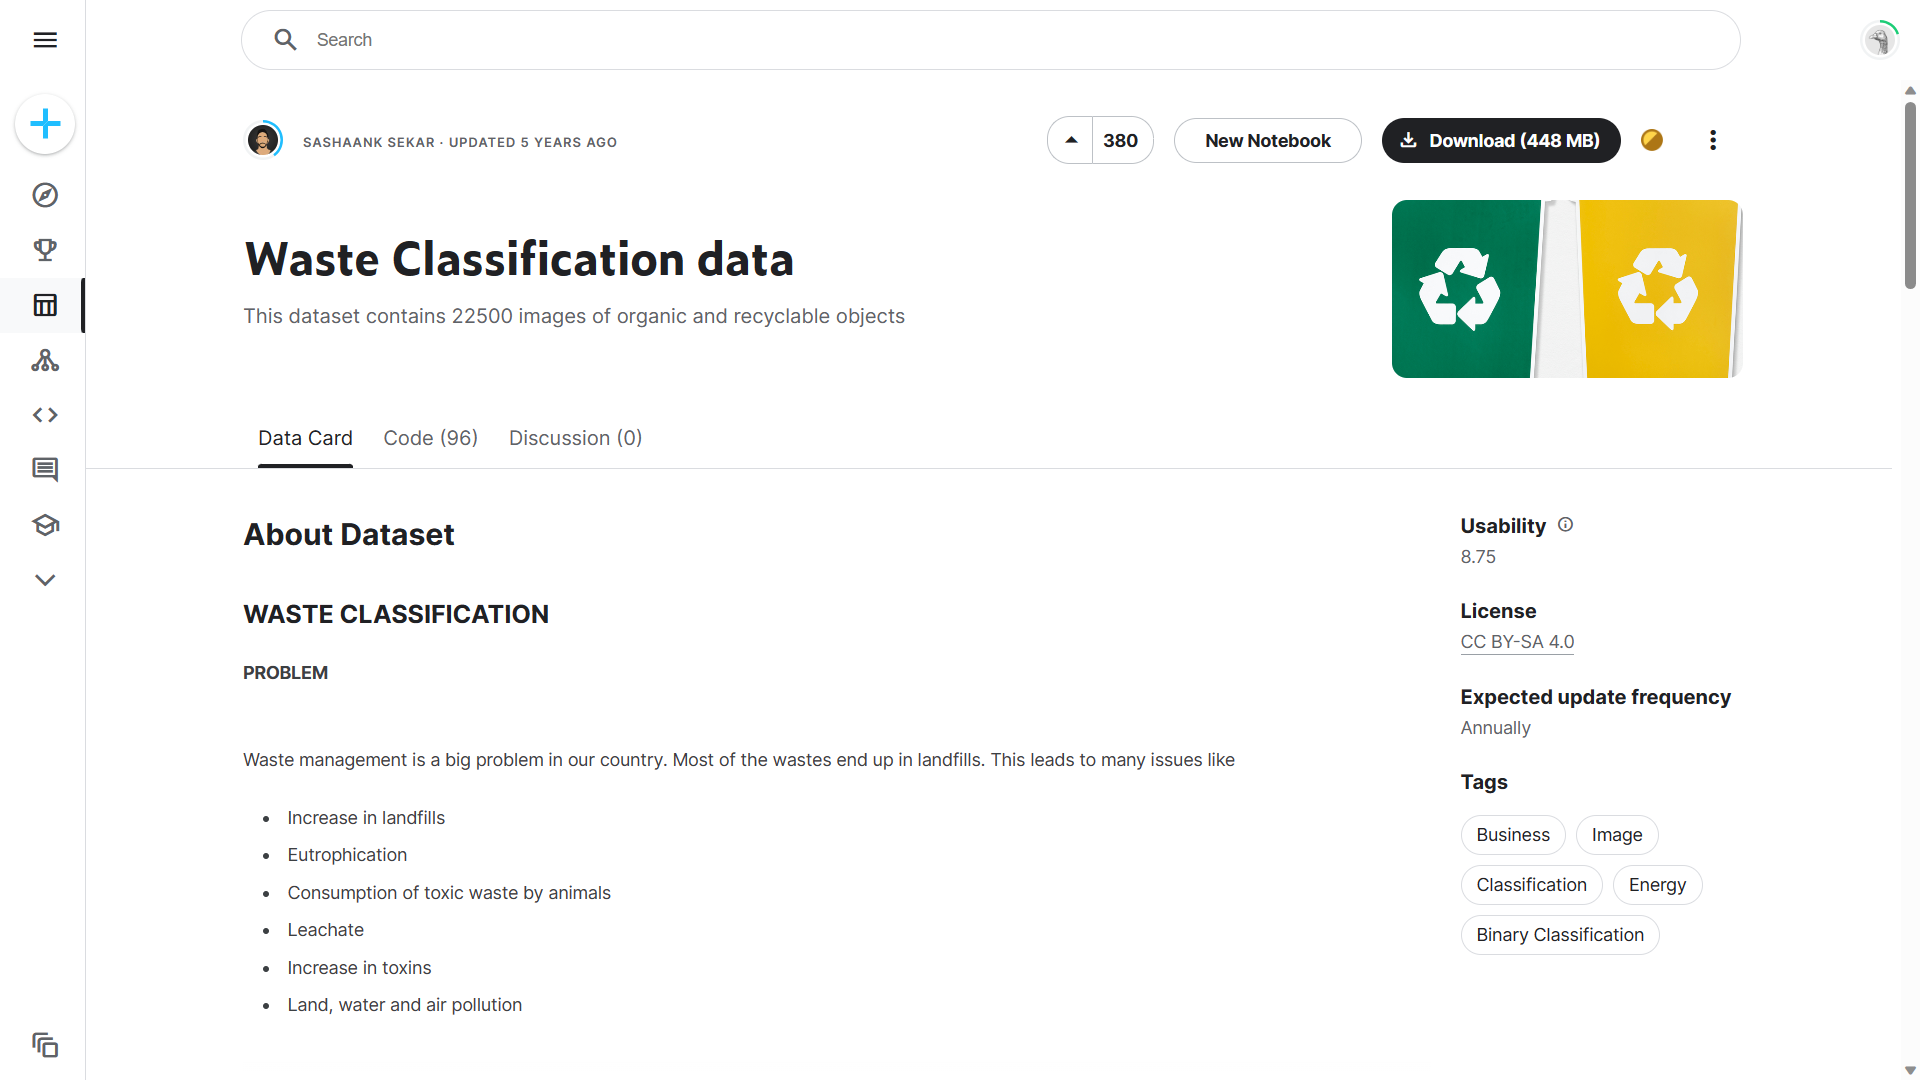 Search
SASHAANK SEKAR · UPDATED 5 YEARS AGO
380
New Notebook
Download (448 MB)
Waste Classification data
This dataset contains 22500 images of organic and recyclable objects
Data Card
Code (96)
Discussion (0)
About Dataset
WASTE CLASSIFICATION
PROBLEM
Waste management is a big problem in our country. Most of the wastes end up in landfills. This leads to many issues like
Increase in landfills
Eutrophication
Consumption of toxic waste by animals
Leachate
Increase in toxins
Land, water and air pollution
Usability
8.75
License
CC BY-SA 4.0
Expected update frequency
Annually
Tags
Business
Image
Classification
Energy
Binary Classification